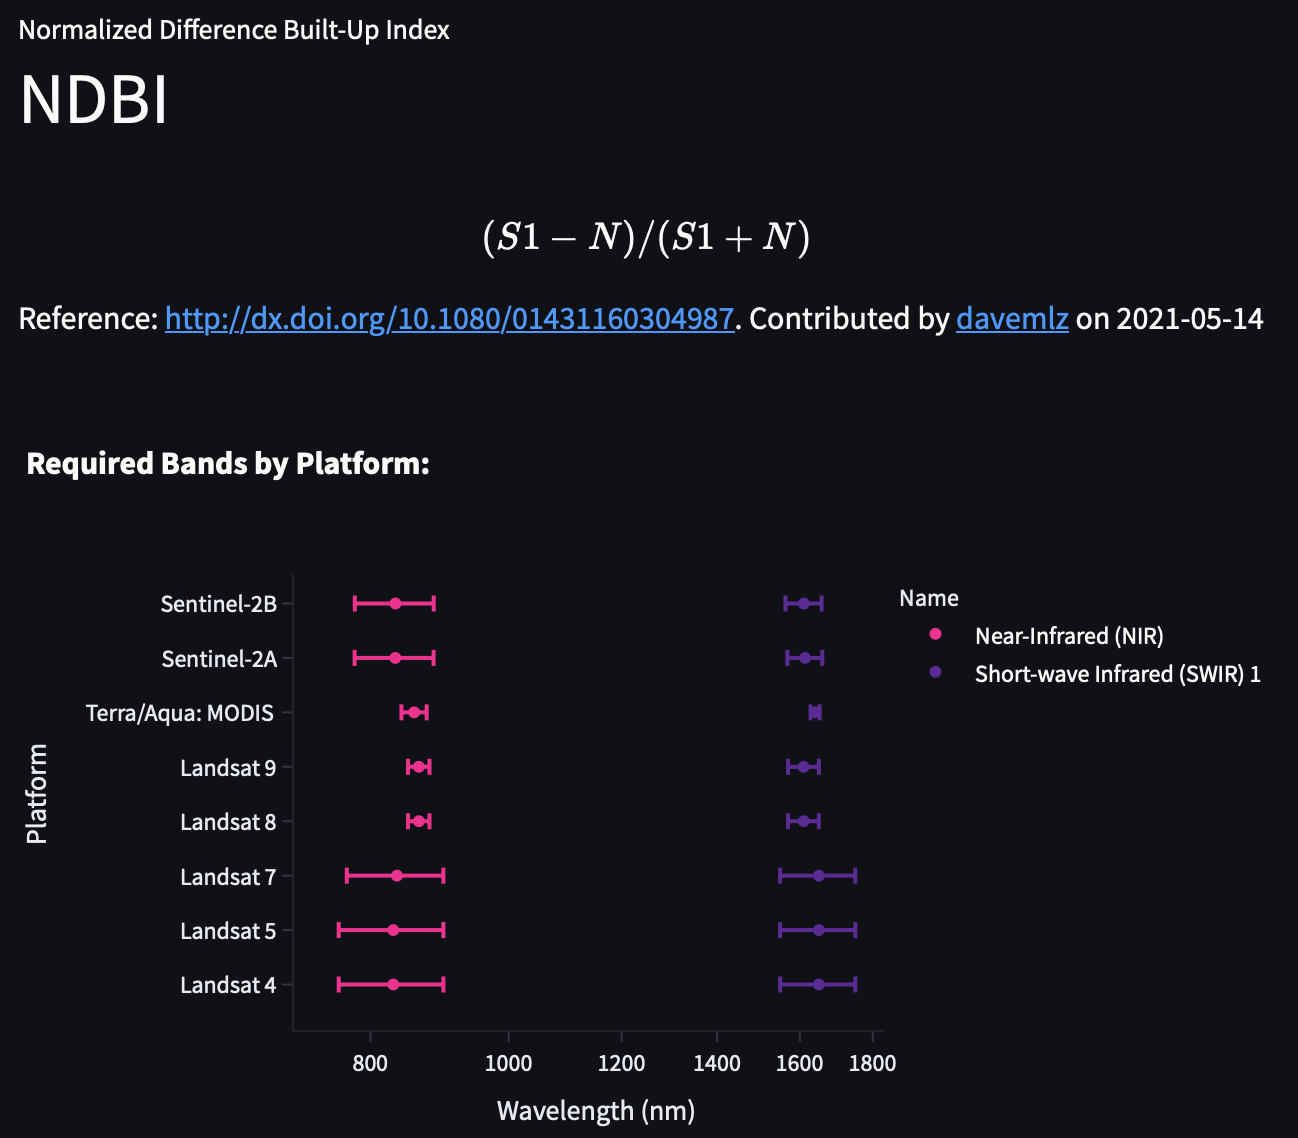 Normalized Difference Built-Up Index
NDBI
(S1 − N)/(S1 + N)
Reference: http://dx.doi.org/10.1080/01431160304987. Contributed by davemlz on 2021-05-14
Required Bands by Platform:
Platform
Sentinel-2B
Sentinel-2A
Terra/Aqua: MODIS
Landsat 9
Landsat 8
Landsat 7
Landsat 5
Landsat 4
800 1000 1200 1400 1600 1800
Wavelength (nm)
Name
Near-Infrared (NIR)
Short-wave Infrared (SWIR) 1